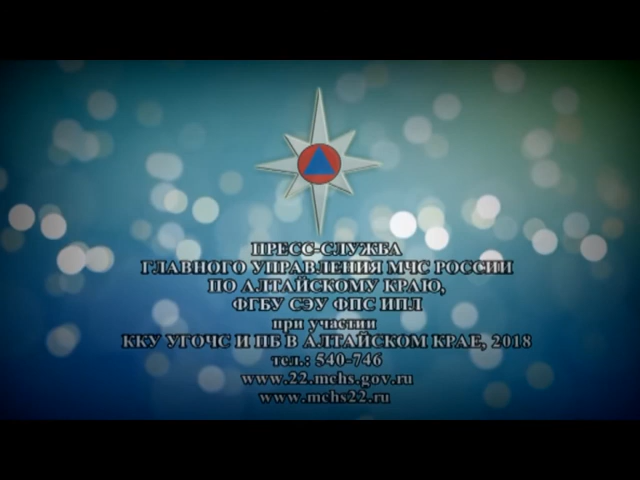 ПРЕСС-СЛУЖБА
ГЛАВНОГО УПРАВЛЕНИЯ МЧС РОССИИ
ПО АЛТАЙСКОМУ КРАЮ,
ФГБУ СЭУ ФПС ИПЛ
при участии
ККУ УГОЧС И ПБ В АЛТАЙСКОМ КРАЕ, 2018
тел.: 540-746
www.22.mchs.gov.ru
www.mchs22.ru